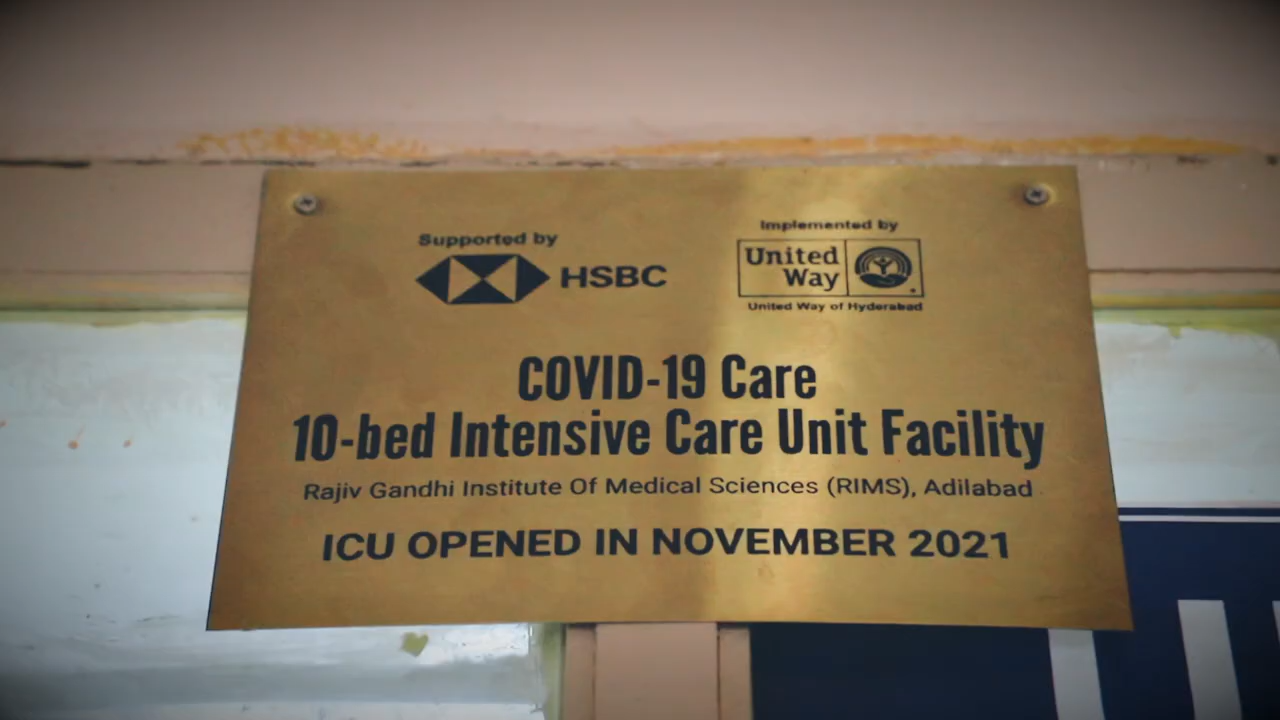 Supported by
HSBC
Implemented by
United
Way
United Way of Hyderabad
COVID-19 Care
10-bed Intensive Care Unit Facility
Rajiv Gandhi Institute Of Medical Sciences (RIMS), Adilabad
ICU OPENED IN NOVEMBER 2021